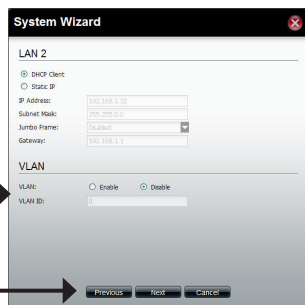 System Wizard
LAN 2
DHCP Client
Static IP
IP Address: 192.168.1.32
Subnet Mask: 255.255.0.0
Jumbo Frame: Disabled
Gateway: 192.168.1.1
VLAN
VLAN: Enable Disable
VLAN ID: 0
Previous Next Cancel